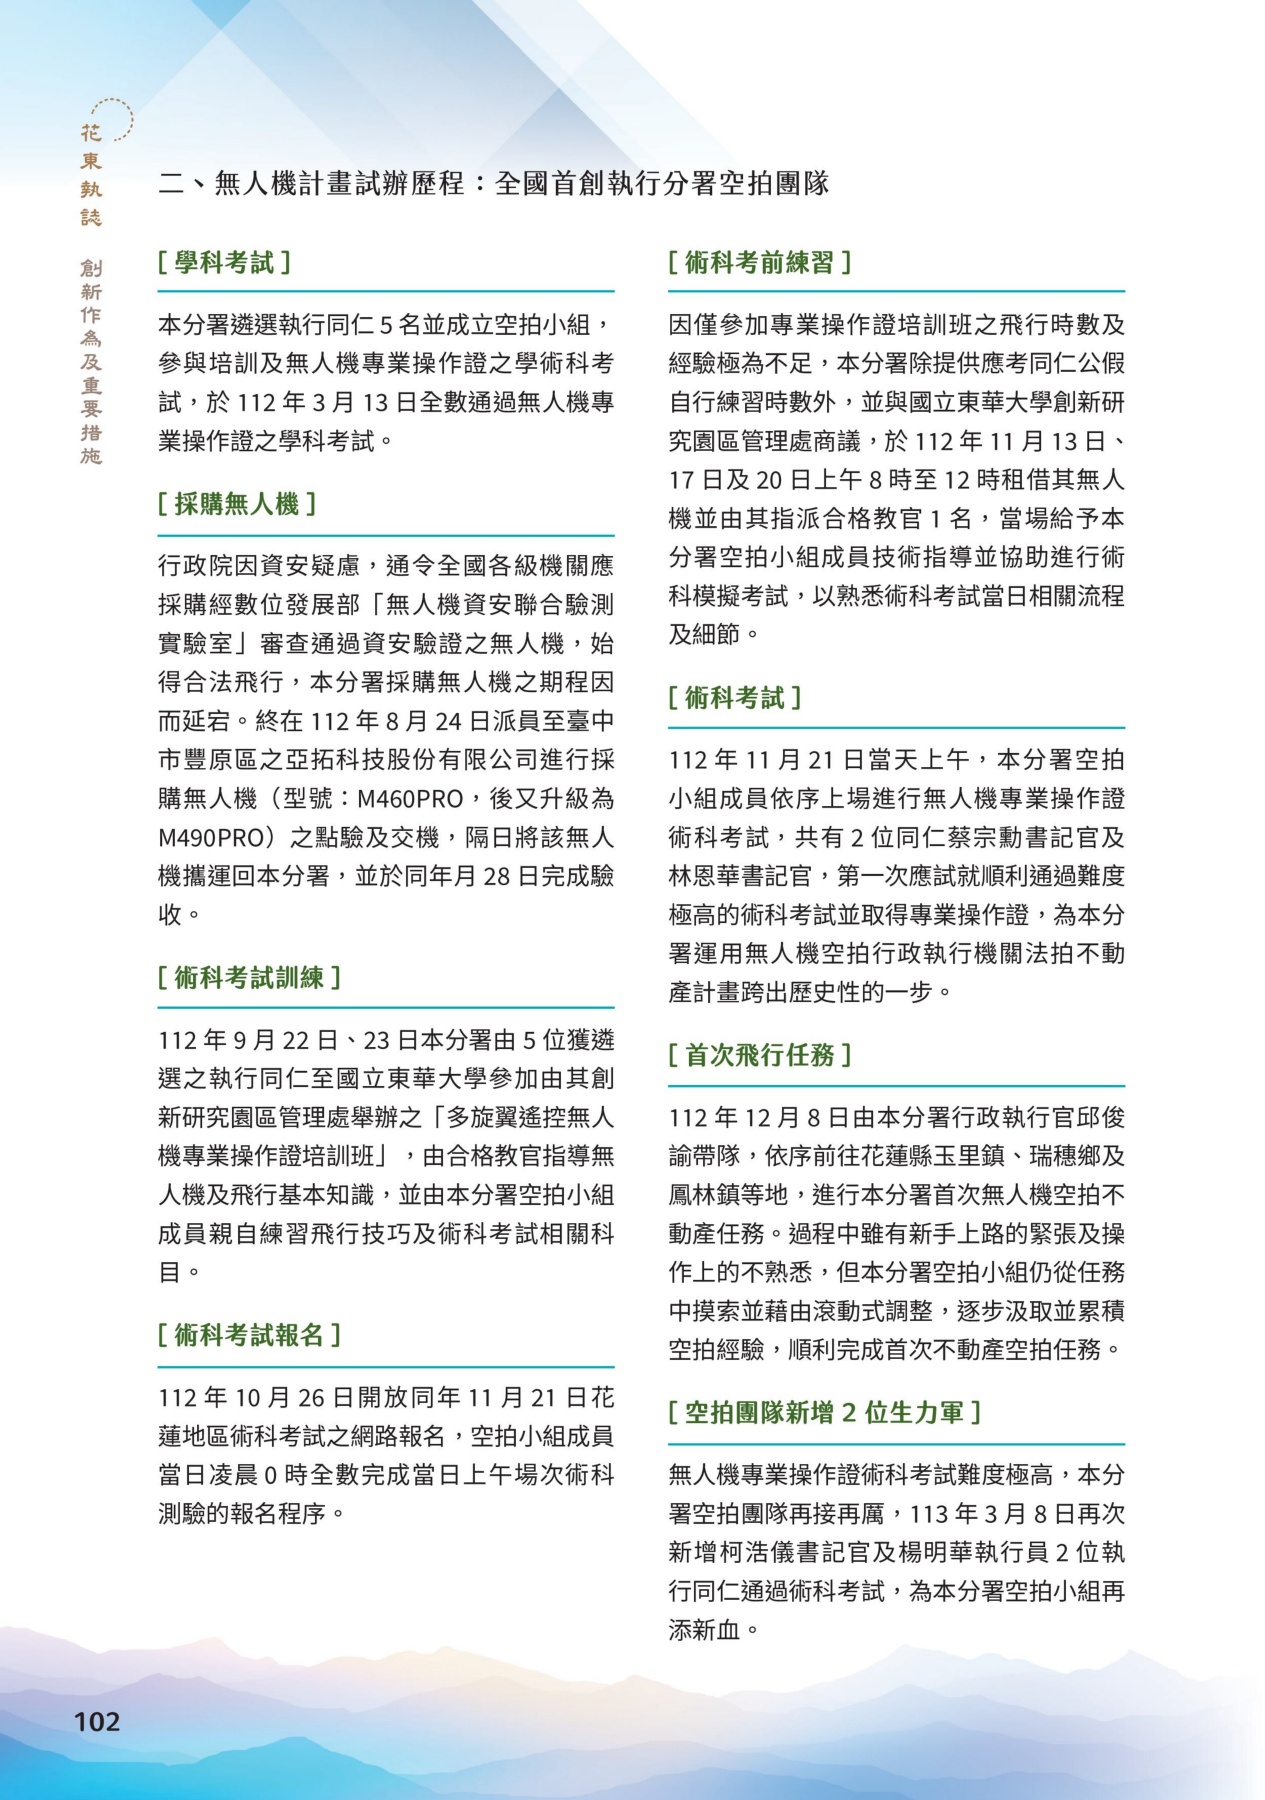 花東執誌 創新作為及重要措施
二、無人機計畫試辦歷程：全國首創執行分署空拍團隊
[ 學科考試 ]
本分署遴選執行同仁 5 名並成立空拍小組，
參與培訓及無人機專業操作證之學術科考
試，於 112 年 3 月 13 日全數通過無人機專
業操作證之學科考試。
[ 採購無人機 ]
行政院因資安疑慮，通令全國各級機關應
採購經數位發展部「無人機資安聯合驗測
實驗室」審查通過資安驗證之無人機，始
得合法飛行，本分署採購無人機之期程因
而延宕。終在 112 年 8 月 24 日派員至臺中
市豐原區之亞拓科技股份有限公司進行採
購無人機（型號：M460PRO，後又升級為
M490PRO）之點驗及交機，隔日將該無人
機攜運回本分署，並於同年月 28 日完成驗
收。
[ 術科考試訓練 ]
112 年 9 月 22 日、23 日本分署由 5 位獲遴
選之執行同仁至國立東華大學參加由其創
新研究園區管理處舉辦之「多旋翼遙控無人
機專業操作證培訓班」，由合格教官指導無
人機及飛行基本知識，並由本分署空拍小組
成員親自練習飛行技巧及術科考試相關科
目。
[ 術科考試報名 ]
112 年 10 月 26 日開放同年 11 月 21 日花
蓮地區術科考試之網路報名，空拍小組成員
當日凌晨 0 時全數完成當日上午場次術科
測驗的報名程序。
[ 術科考前練習 ]
因僅參加專業操作證培訓班之飛行時數及
經驗極為不足，本分署除提供應考同仁公假
自行練習時數外，並與國立東華大學創新研
究園區管理處商議，於 112 年 11 月 13 日、
17 日及 20 日上午 8 時至 12 時租借其無人
機並由其指派合格教官 1 名，當場給予本
分署空拍小組成員技術指導並協助進行術
科模擬考試，以熟悉術科考試當日相關流程
及細節。
[ 術科考試 ]
112 年 11 月 21 日當天上午，本分署空拍
小組成員依序上場進行無人機專業操作證
術科考試，共有 2 位同仁蔡宗勳書記官及
林恩華書記官，第一次應試就順利通過難度
極高的術科考試並取得專業操作證，為本分
署運用無人機空拍行政執行機關法拍不動
產計畫跨出歷史性的一步。
[ 首次飛行任務 ]
112 年 12 月 8 日由本分署行政執行官邱俊
諭帶隊，依序前往花蓮縣玉里鎮、瑞穗鄉及
鳳林鎮等地，進行本分署首次無人機空拍不
動產任務。過程中雖有新手上路的緊張及操
作上的不熟悉，但本分署空拍小組仍從任務
中摸索並藉由滾動式調整，逐步汲取並累積
空拍經驗，順利完成首次不動產空拍任務。
[ 空拍團隊新增 2 位生力軍 ]
無人機專業操作證術科考試難度極高，本分
署空拍團隊再接再厲，113 年 3 月 8 日再次
新增柯浩儀書記官及楊明華執行員 2 位執
行同仁通過術科考試，為本分署空拍小組再
添新血。
102